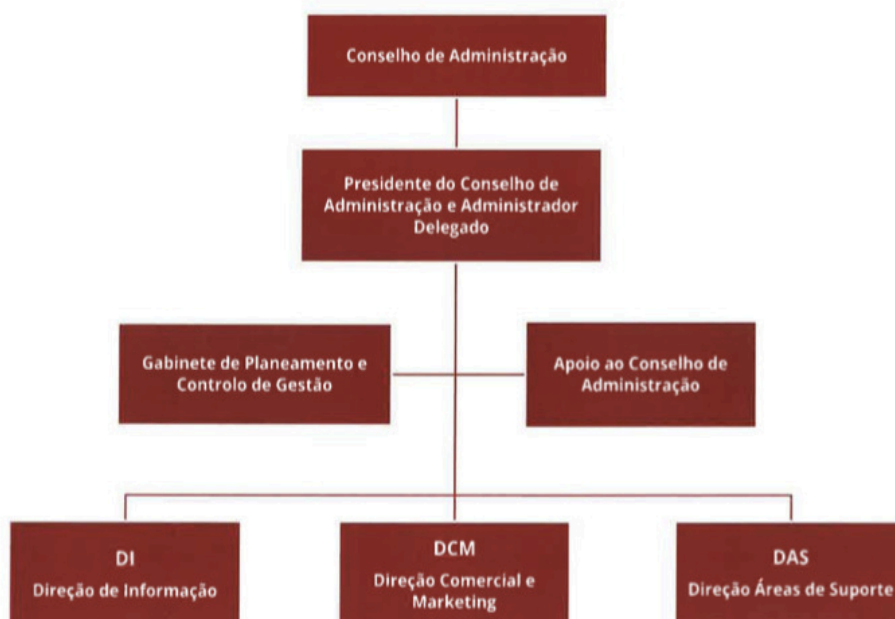 Conselho de Administração
Presidente do Conselho de
Administração e Administrador
Delegado
Gabinete de Planeamento e
Controlo de Gestão
Apoio ao Conselho de
Administração
DI
Direção de Informação
DCM
Direção Comercial e
Marketing
DAS
Direção Áreas de Suporte